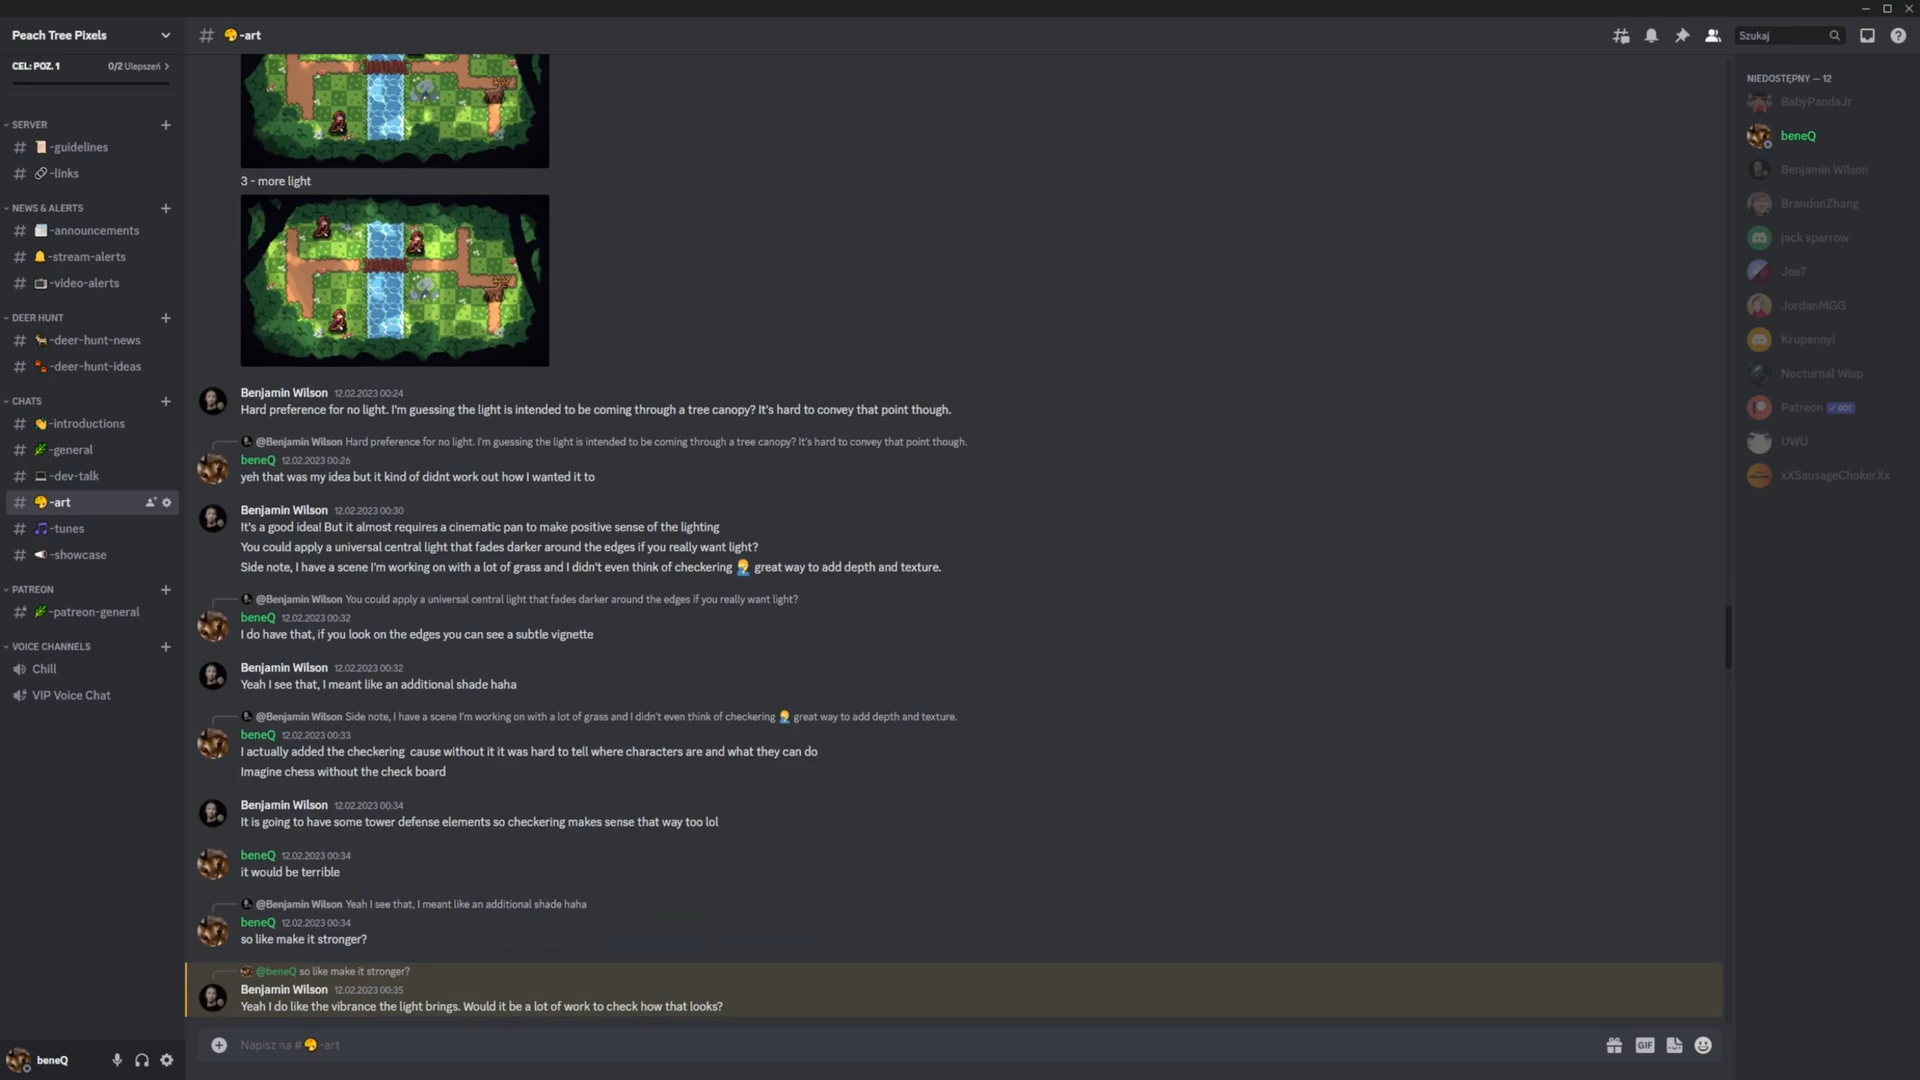 Peach Tree Pixels
CEL: POZ. 1 0/2 Ulepszeń
SERVER
-guidelines
-links
NEWS & ALERTS
-announcements
-stream-alerts
-video-alerts
DEER HUNT
-deer-hunt-news
-deer-hunt-ideas
CHATS
-introductions
-general
-dev-talk
-art
-tunes
-showcase
PATREON
-patreon-general
VOICE CHANNELS
Chill
VIP Voice Chat
beneQ
-art
Szukaj
3 - more light
Benjamin Wilson 12.02.2023 00:24
Hard preference for no light. I'm guessing the light is intended to be coming through a tree canopy? It's hard to convey that point though.
@Benjamin Wilson Hard preference for no light. I'm guessing the light is intended to be coming through a tree canopy? It's hard to convey that point though.
beneQ 12.02.2023 00:26
yeh that was my idea but it kind of didnt work out how I wanted it to
Benjamin Wilson 12.02.2023 00:30
It's a good idea! But it almost requires a cinematic pan to make positive sense of the lighting
You could apply a universal central light that fades darker around the edges if you really want light?
Side note, I have a scene I'm working on with a lot of grass and I didn't even think of checkering 🤦 great way to add depth and texture.
@Benjamin Wilson You could apply a universal central light that fades darker around the edges if you really want light?
beneQ 12.02.2023 00:32
I do have that, if you look on the edges you can see a subtle vignette
Benjamin Wilson 12.02.2023 00:32
Yeah I see that, I meant like an additional shade haha
@Benjamin Wilson Side note, I have a scene I'm working on with a lot of grass and I didn't even think of checkering 🤦 great way to add depth and texture.
beneQ 12.02.2023 00:33
I actually added the checkering cause without it it was hard to tell where characters are and what they can do
Imagine chess without the check board
Benjamin Wilson 12.02.2023 00:34
It is going to have some tower defense elements so checkering makes sense that way too lol
beneQ 12.02.2023 00:34
it would be terrible
@Benjamin Wilson Yeah I see that, I meant like an additional shade haha
beneQ 12.02.2023 00:34
so like make it stronger?
@beneQ so like make it stronger?
Benjamin Wilson 12.02.2023 00:35
Yeah I do like the vibrance the light brings. Would it be a lot of work to check how that looks?
Napisz na #-art
GIF
NIEDOSTĘPNY — 12
BabyPandaJr
beneQ
Benjamin Wilson
BrandonZhang
jack sparrow
Joe7
JordanMGG
Krupennyi
Nocturnal Wisp
Patreon BOT
UWU
xXSausageChokerXx